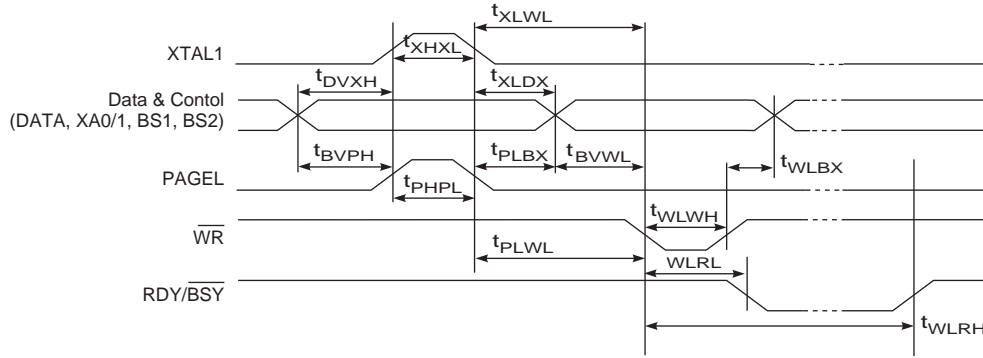 tXLWL
XTAL1
tXHXL
tDVXH
tXLDX
Data & Contol
(DATA, XA0/1, BS1, BS2)
tBVPH
tPLBX
tBVWL
tWLBX
PAGEL
tPHPL
tWLWH
WR
tPLWL
WLRL
RDY/BSY
tWLRH